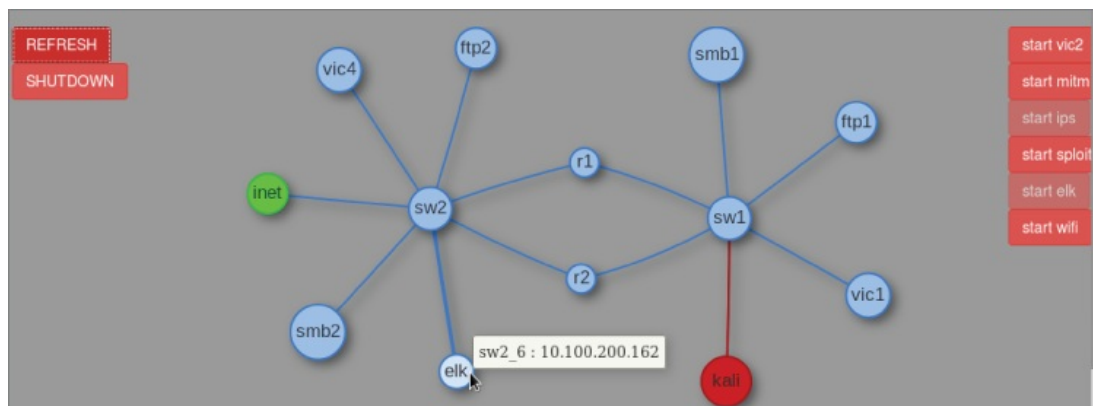 REFRESH
SHUTDOWN
ftp2
vic4
smb1
ftp1
r1
inet
sw2
sw1
r2
vic1
smb2
elk
sw2_6 : 10.100.200.162
kali
start vic2
start mitm
start ips
start sploit
start elk
start wifi